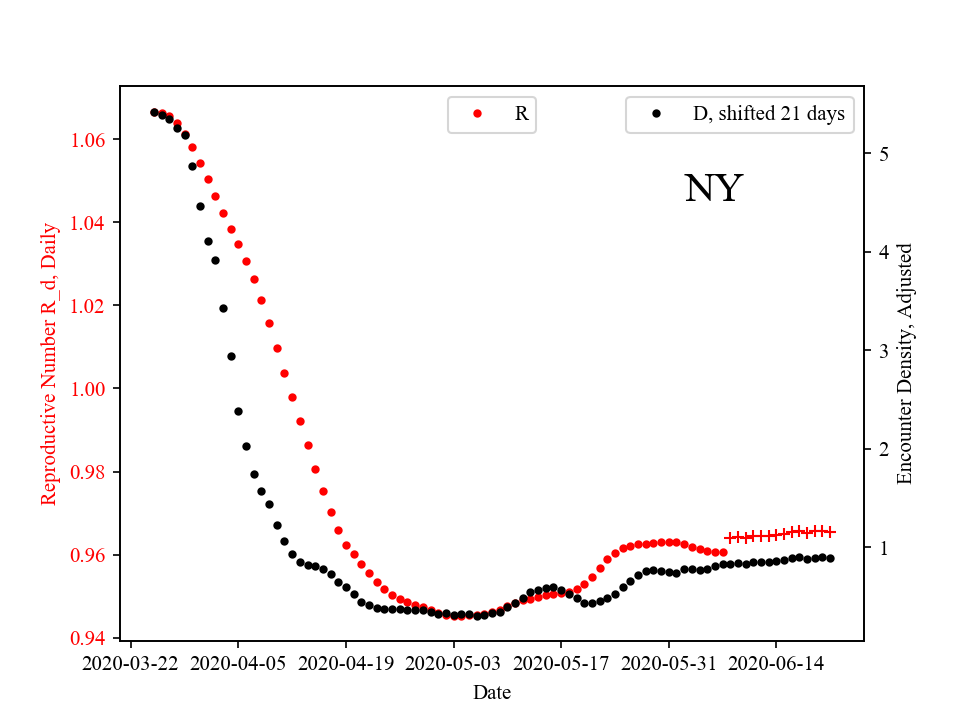 R
D, shifted 21 days
NY
Reproductive Number R_d, Daily
1.06
1.04
1.02
1.00
0.98
0.96
0.94
5
4
3
2
1
Encounter Density, Adjusted
2020-03-22 2020-04-05 2020-04-19 2020-05-03 2020-05-17 2020-05-31 2020-06-14
Date